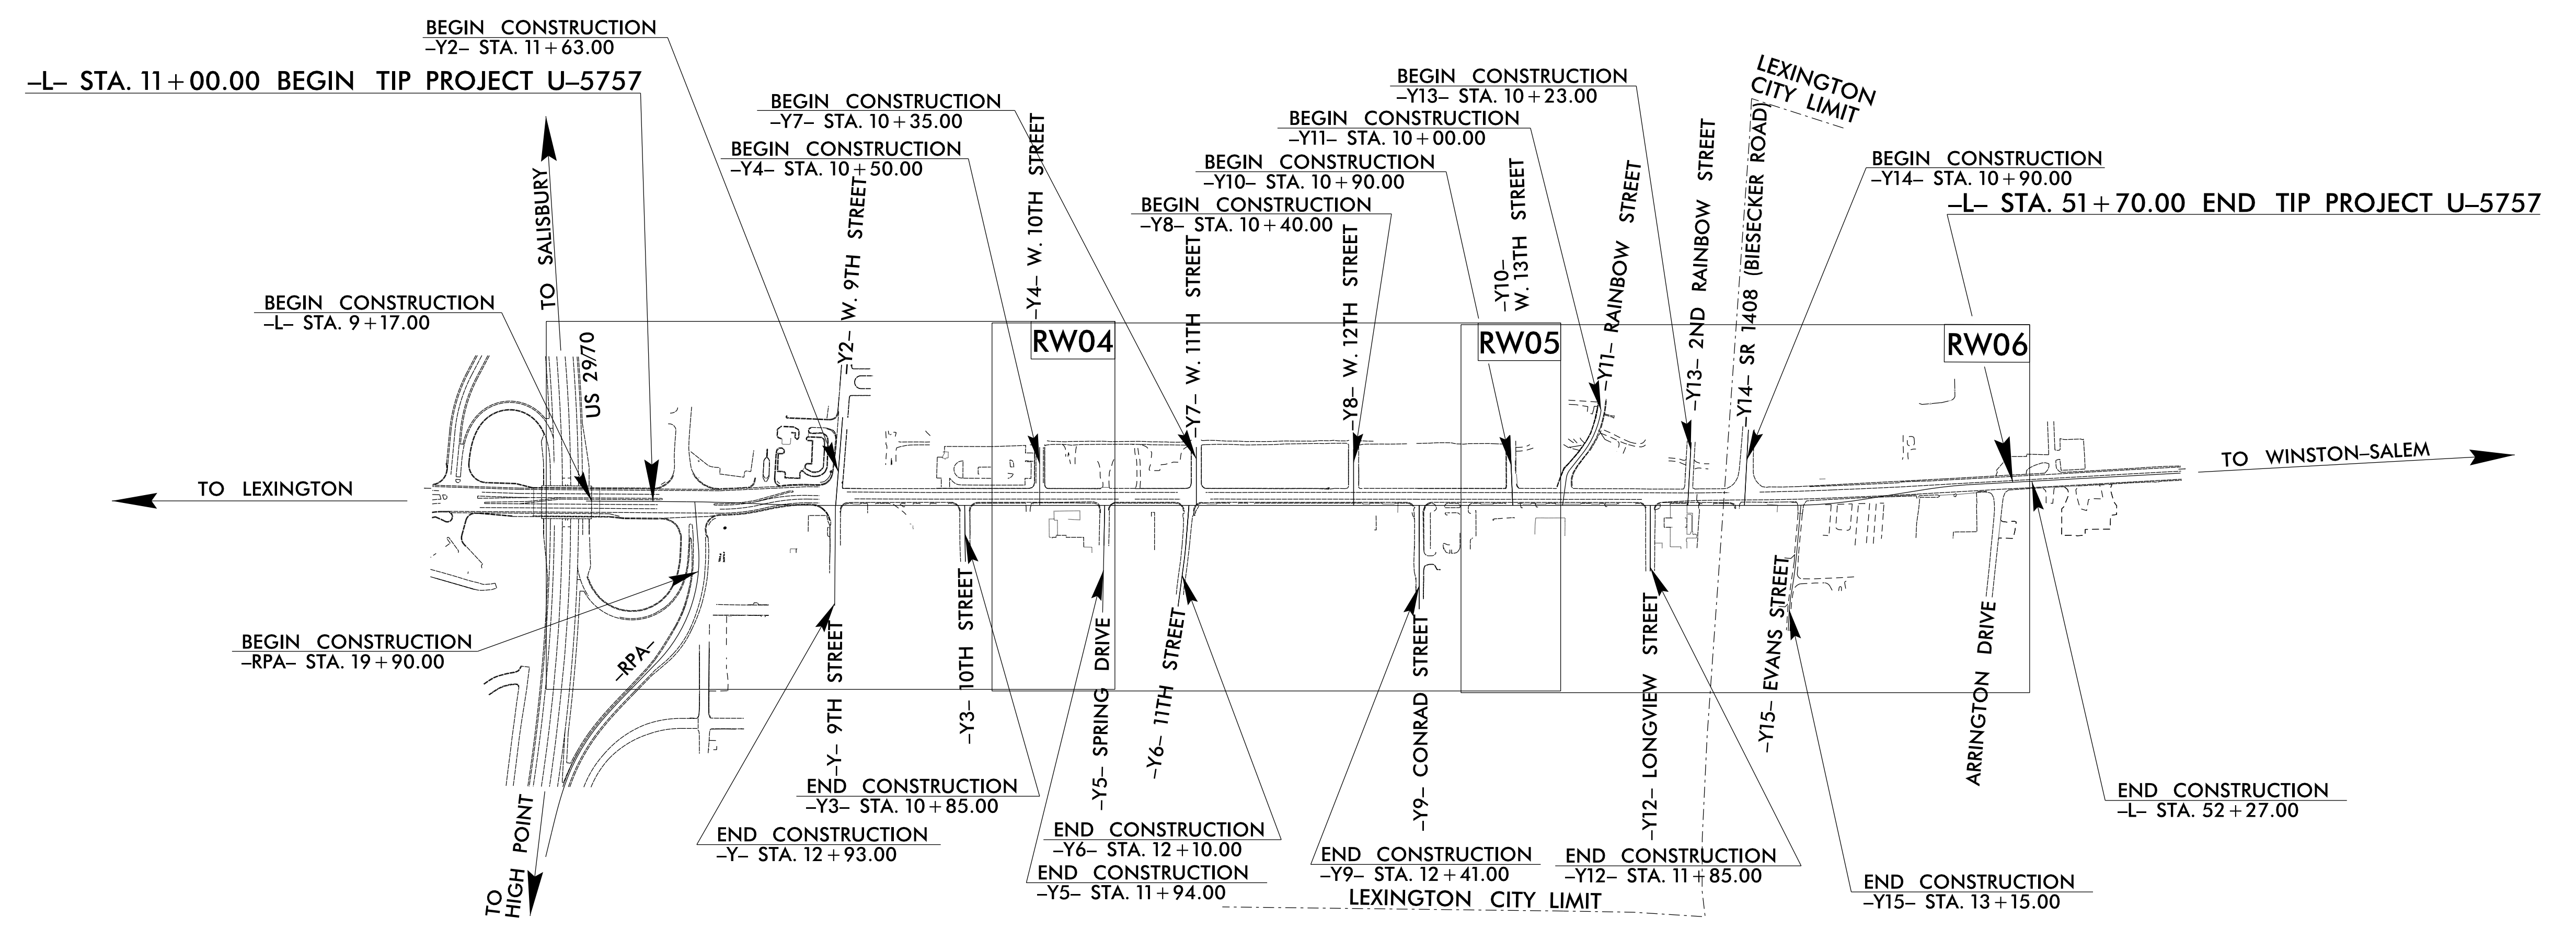 BEGIN CONSTRUCTION
–Y2– STA. 11+63.00
–L– STA. 11+00.00 BEGIN TIP PROJECT U–5757
BEGIN CONSTRUCTION
–Y7– STA. 10+35.00
BEGIN CONSTRUCTION
–Y4– STA. 10+50.00
BEGIN CONSTRUCTION
–Y13– STA. 10+23.00
BEGIN CONSTRUCTION
–Y11– STA. 10+00.00
BEGIN CONSTRUCTION
–Y10– STA. 10+90.00
BEGIN CONSTRUCTION
–Y8– STA. 10+40.00
LEXINGTON
CITY LIMIT
BEGIN CONSTRUCTION
–Y14– STA. 10+90.00
–L– STA. 51+70.00 END TIP PROJECT U–5757
TO SALISBURY
BEGIN CONSTRUCTION
–L– STA. 9+17.00
US 29/70
–Y2– W. 9TH STREET
–Y4– W. 10TH STREET
–Y7– W. 11TH STREET
–Y8– W. 12TH STREET
–Y10–
W. 13TH STREET
–Y11– RAINBOW STREET
–Y13– 2ND RAINBOW STREET
–Y14– SR 1408 (BIESECKER ROAD)
RW04
RW05
RW06
TO LEXINGTON
TO WINSTON–SALEM
BEGIN CONSTRUCTION
–RPA– STA. 19+90.00
–RPA–
–Y– 9TH STREET
–Y3– 10TH STREET
–Y5– SPRING DRIVE
–Y6– 11TH STREET
–Y9– CONRAD STREET
–Y12– LONGVIEW STREET
–Y15– EVANS STREET
ARRINGTON DRIVE
TO
HIGH POINT
END CONSTRUCTION
–Y3– STA. 10+85.00
END CONSTRUCTION
–Y– STA. 12+93.00
END CONSTRUCTION
–Y6– STA. 12+10.00
END CONSTRUCTION
–Y5– STA. 11+94.00
END CONSTRUCTION
–Y9– STA. 12+41.00
END CONSTRUCTION
–Y12– STA. 11+85.00
LEXINGTON CITY LIMIT
END CONSTRUCTION
–Y15– STA. 13+15.00
END CONSTRUCTION
–L– STA. 52+27.00